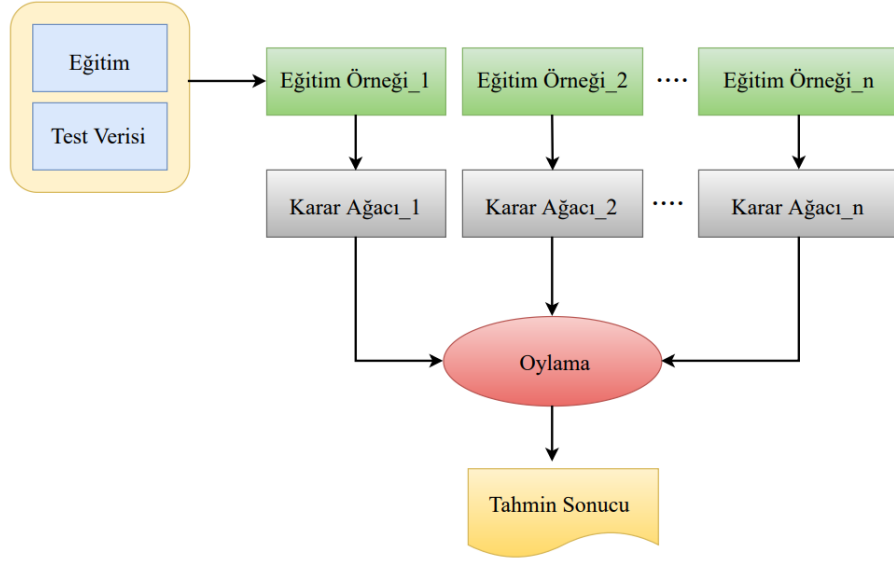 Eğitim
Test Verisi
Eğitim Örneği_1
Eğitim Örneği_2
....
Eğitim Örneği_n
Karar Ağacı_1
Karar Ağacı_2
....
Karar Ağacı_n
Oylama
Tahmin Sonucu